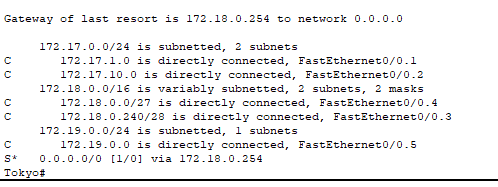 Gateway of last resort is 172.18.0.254 to network 0.0.0.0
172.17.0.0/24 is subnetted, 2 subnets
C 172.17.1.0 is directly connected, FastEthernet0/0.1
C 172.17.10.0 is directly connected, FastEthernet0/0.2
172.18.0.0/16 is variably subnetted, 2 subnets, 2 masks
C 172.18.0.0/27 is directly connected, FastEthernet0/0.4
C 172.18.0.240/28 is directly connected, FastEthernet0/0.3
172.19.0.0/24 is subnetted, 1 subnets
C 172.19.0.0 is directly connected, FastEthernet0/0.5
S* 0.0.0.0/0 [1/0] via 172.18.0.254
Tokyo#